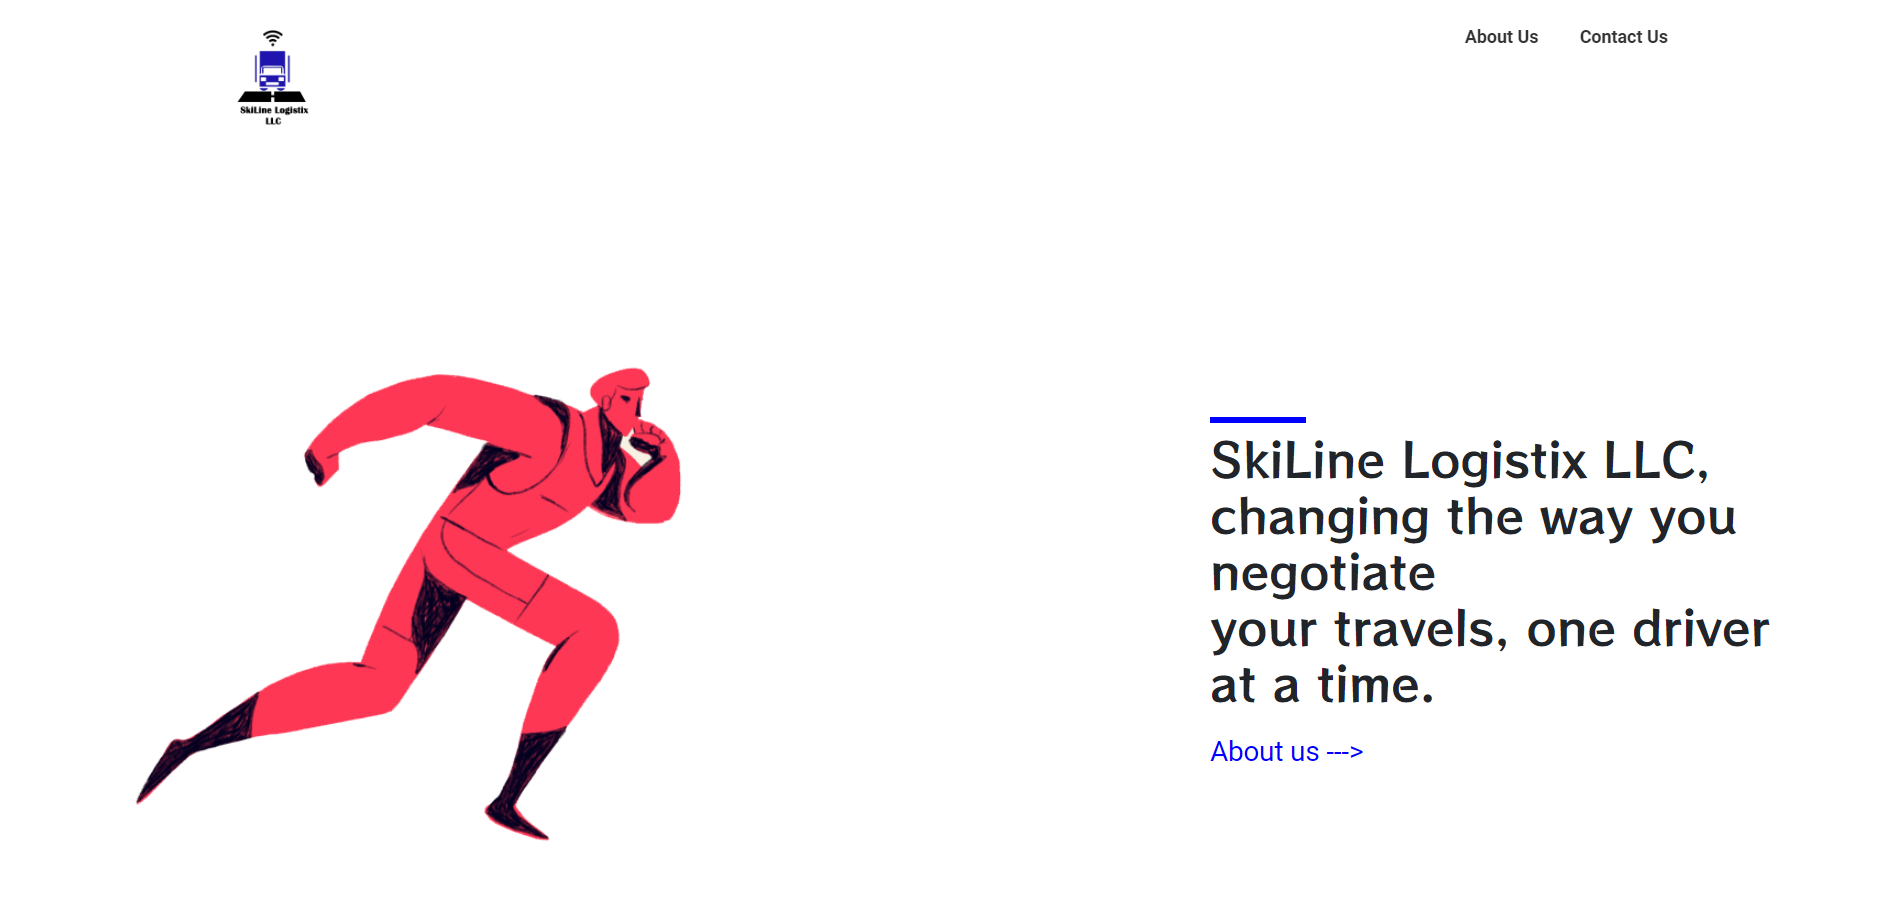 SkiLine Logistix
LLC
About Us
Contact Us
SkiLine Logistix LLC,
changing the way you
negotiate
your travels, one driver
at a time.
About us --->